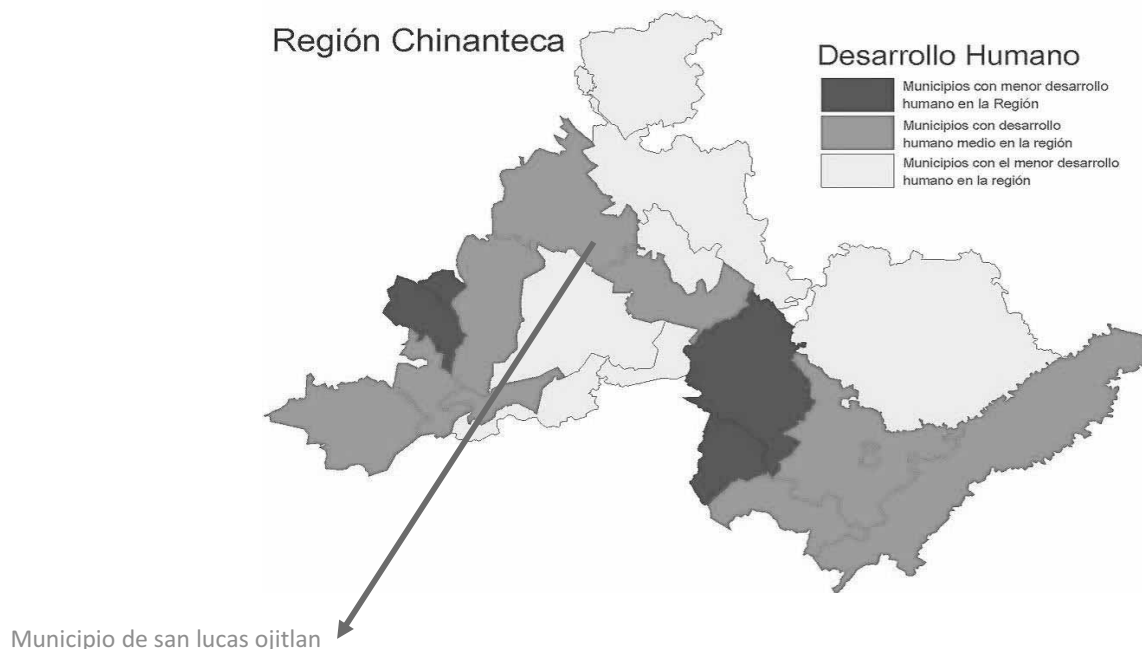 Región Chinanteca
Desarrollo Humano
Municipios con menor desarrollo
humano en la Región
Municipios con desarrollo
humano medio en la región
Municipios con el menor desarrollo
humano en la región
Municipio de san lucas ojitlan